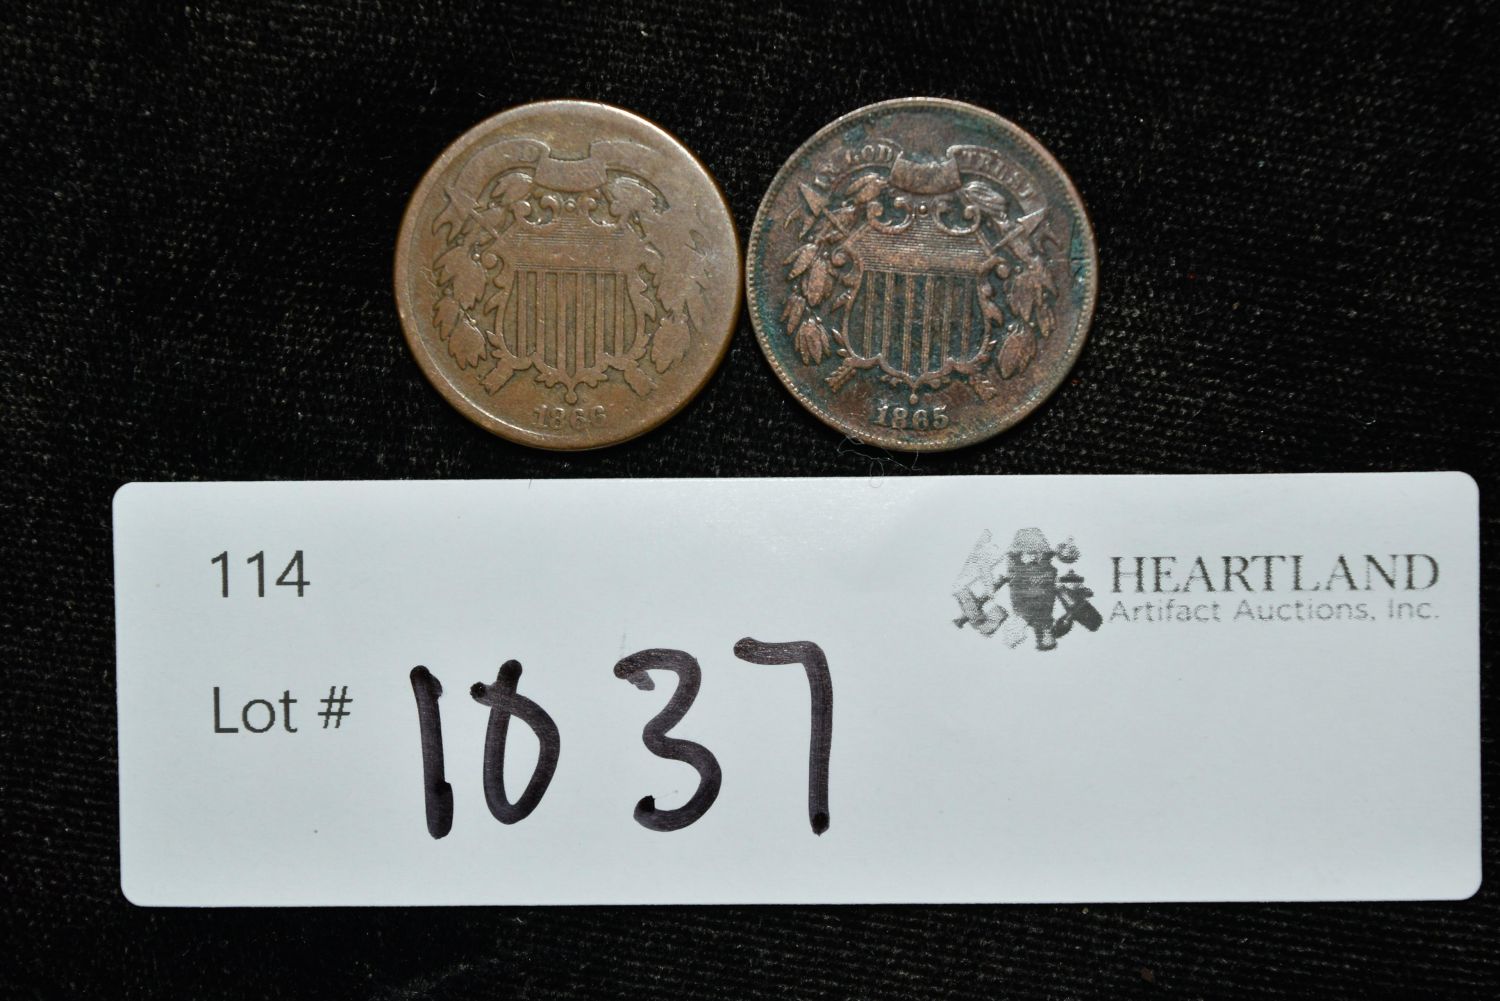 IN GOD TRUST
1866
1865
114
HEARTLAND
Artifact Auctions, Inc.
Lot # 1037